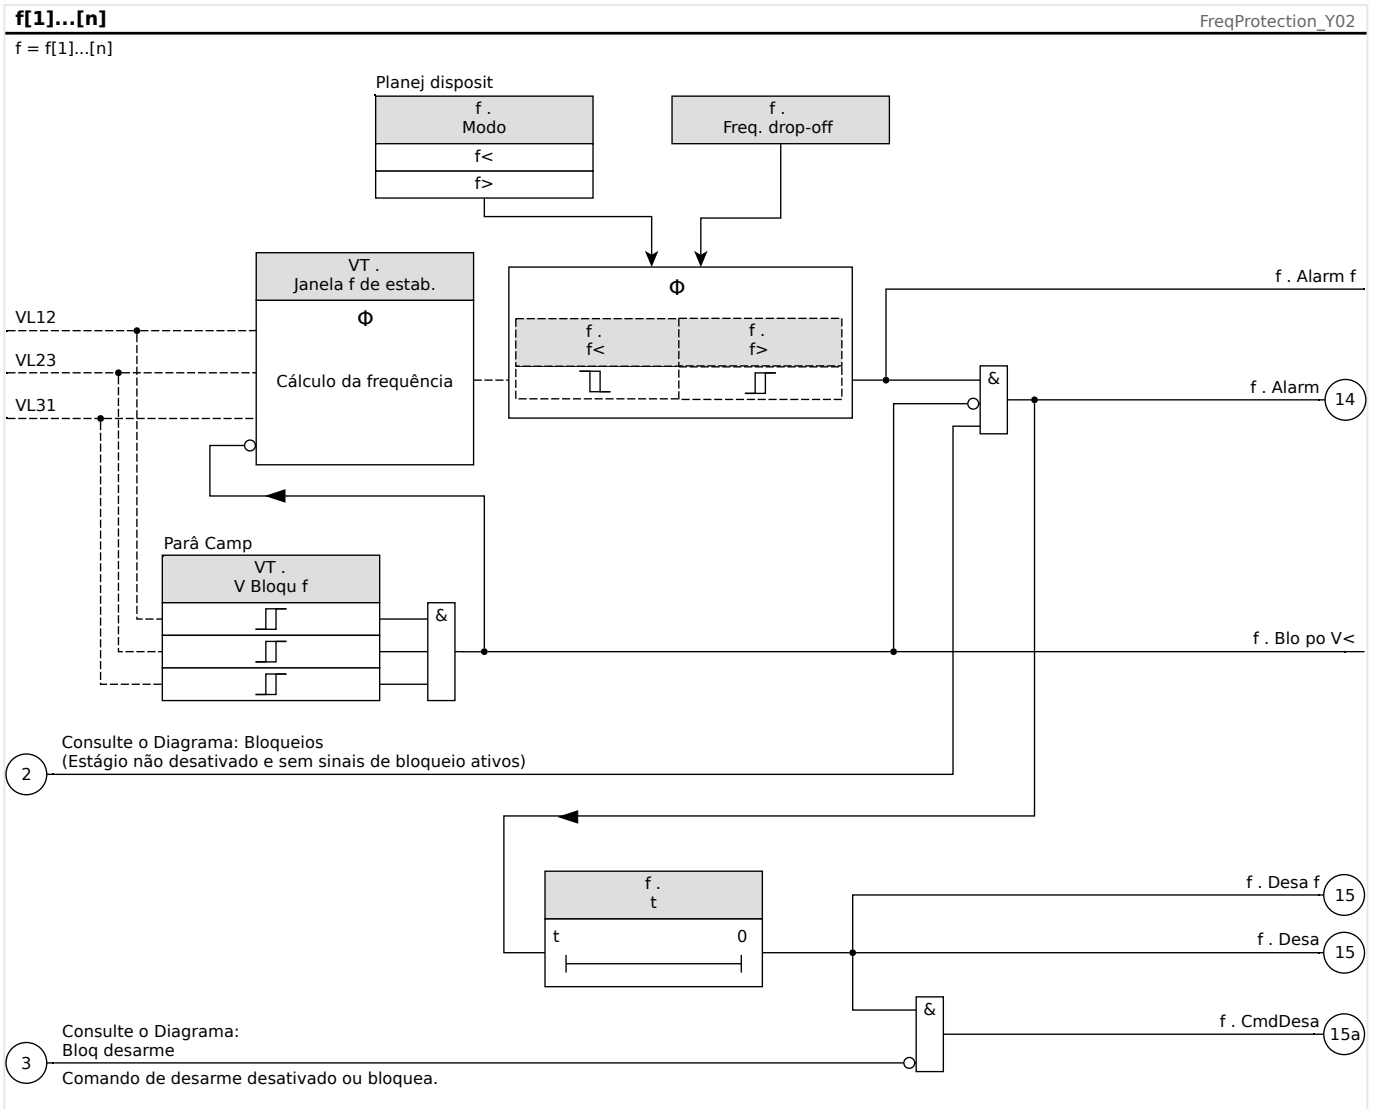 f[1]...[n]
FreqProtection_Y02
f = f[1]...[n]
Planej disposit
f .
Modo
f<
f>
f .
Freq. drop-off
VT .
Janela f de estab.
Φ
Cálculo da frequência
VL12
VL23
VL31
Φ
f .
f<
f .
f>
f . Alarm f
&
f . Alarm
14
Parâ Camp
VT .
V Bloqu f
&
f . Blo po V<
Consulte o Diagrama: Bloqueios
(Estágio não desativado e sem sinais de bloqueio ativos)
2
f .
t
t
0
f . Desa f
15
f . Desa
15
&
f . CmdDesa
15a
Consulte o Diagrama:
Bloq desarme
3
Comando de desarme desativado ou bloquea.